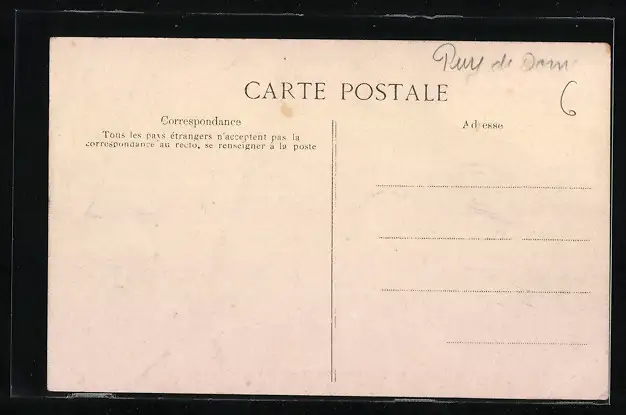 Puy de Dome
CARTE POSTALE
6
Correspondance
Adresse
Tous les pays étrangers n'acceptent pas la
correspondance au recto, se renseigner à la poste